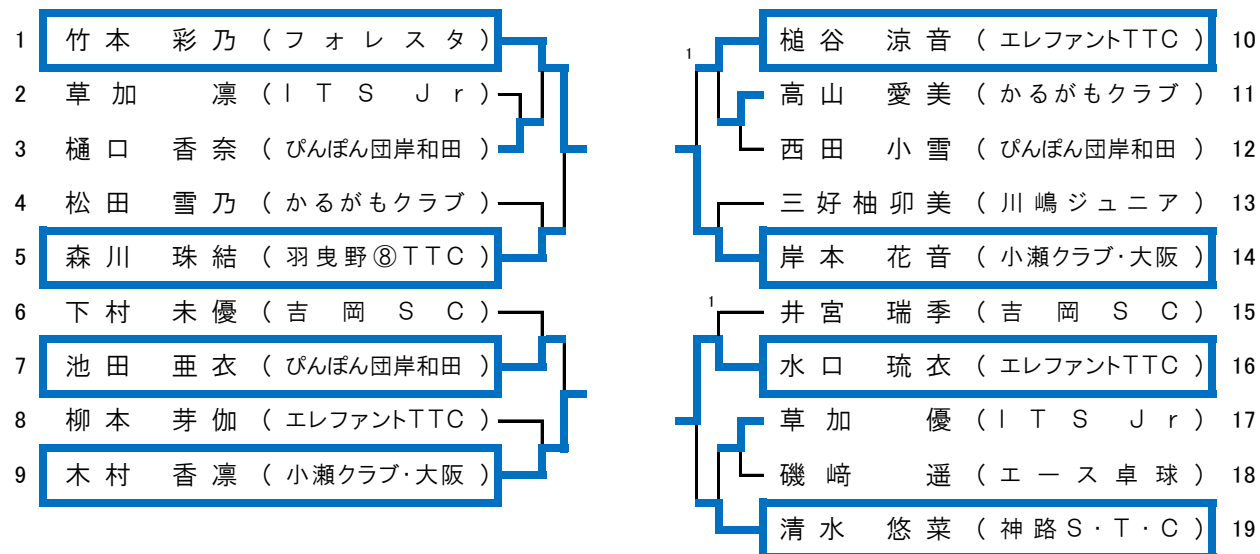 1 竹本 彩乃 (フォレスタ)
2 草加 凛 (ITS Jr)
3 樋口 香奈 (ぴんぽん団岸和田)
4 松田 雪乃 (かるがもクラブ)
5 森川 珠結 (羽曳野⑧TTC)
6 下村 未優 (吉岡SC)
7 池田 亜衣 (ぴんぽん団岸和田)
8 柳本 芽伽 (エレファントTTC)
9 木村 香凛 (小瀬クラブ・大阪)
1 槌谷 涼音 (エレファントTTC) 10
高山 愛美 (かるがもクラブ) 11
西田 小雪 (ぴんぽん団岸和田) 12
三好柚卯美 (川嶋ジュニア) 13
岸本 花音 (小瀬クラブ・大阪) 14
1 井宮 瑞季 (吉岡SC) 15
水口 琉衣 (エレファントTTC) 16
草加 優 (ITS Jr) 17
磯﨑 遥 (エース卓球) 18
清水 悠菜 (神路S・T・C) 19